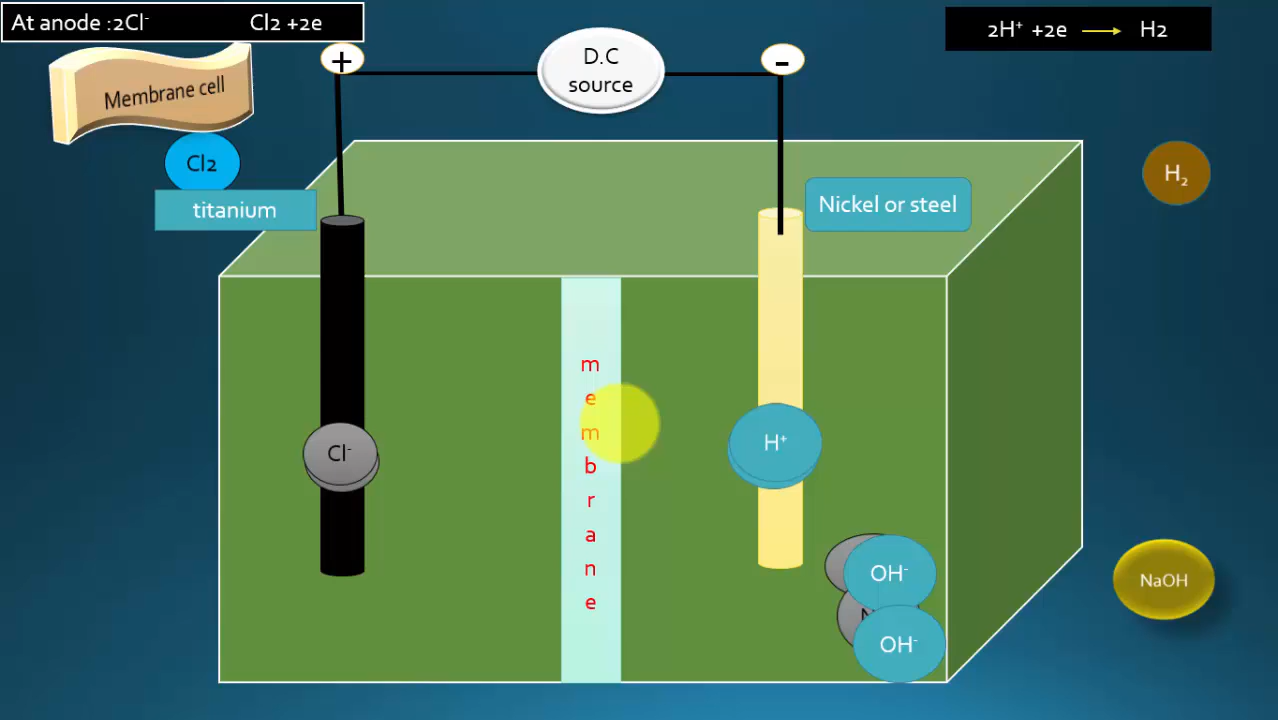 At anode :2Cl⁻ Cl2 +2e
2H⁺ +2e → H2
+
D.C
source
-
Membrane cell
Cl2
H₂
titanium
Nickel or steel
m
e
m
b
r
a
n
e
Cl⁻
H⁺
OH⁻
OH⁻
NaOH